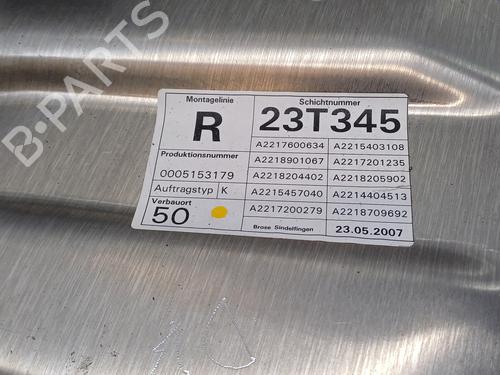 B-PARTS
Montagelinie
R
Schichtnummer
23T345
Produktionsnummer
0005153179
Auftragstyp K
Verbauort
50
A2217600634 A2215403108
A2218901067 A2217201235
A2218204402 A2218205902
A2215457040 A2214404513
A2217200279 A2218709692
Brose Sindelfingen 23.05.2007